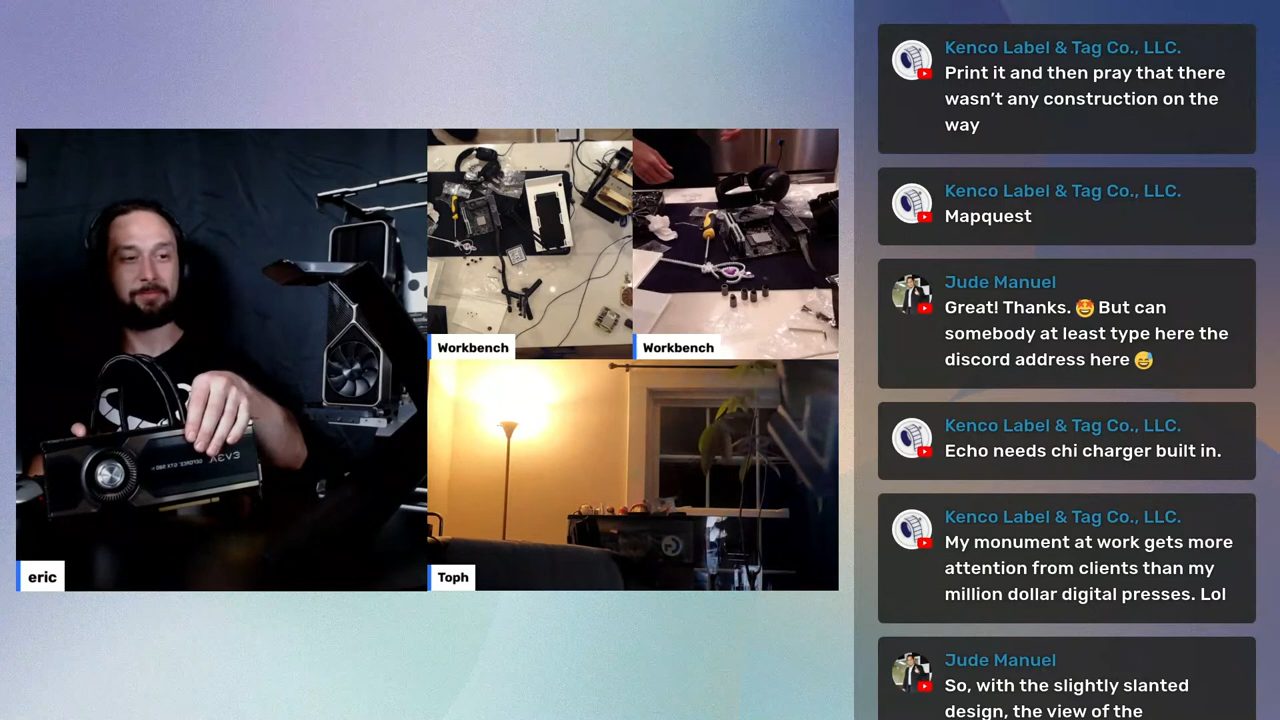 Kenco Label & Tag Co., LLC.
Print it and then pray that there
wasn’t any construction on the
way
Kenco Label & Tag Co., LLC.
Mapquest
Jude Manuel
Great! Thanks. 🤩 But can
somebody at least type here the
discord address here 😅
Kenco Label & Tag Co., LLC.
Echo needs chi charger built in.
Kenco Label & Tag Co., LLC.
My monument at work gets more
attention from clients than my
million dollar digital presses. Lol
Jude Manuel
So, with the slightly slanted
design, the view of the
eric
Workbench
Workbench
Toph